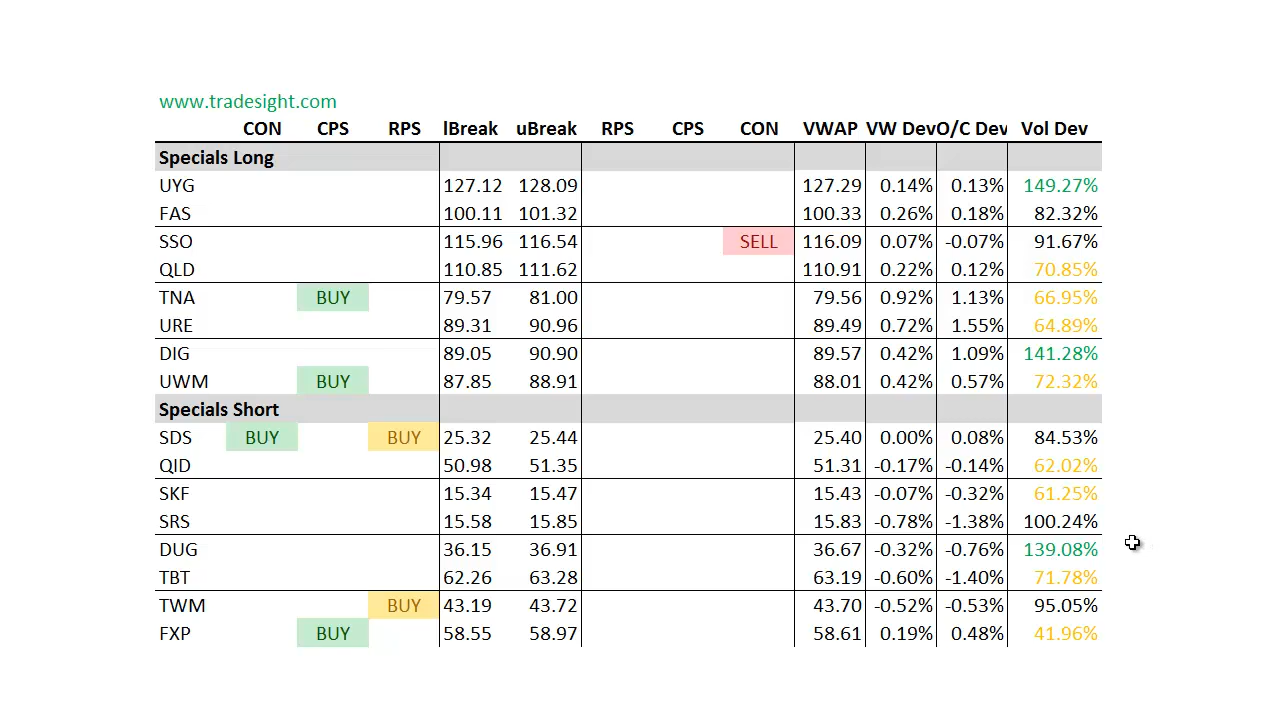 www.tradesight.com
CON CPS RPS lBreak uBreak RPS CPS CON VWAP VW Dev O/C Dev Vol Dev
Specials Long
UYG 127.12 128.09 127.29 0.14% 0.13% 149.27%
FAS 100.11 101.32 100.33 0.26% 0.18% 82.32%
SSO 115.96 116.54 SELL 116.09 0.07% -0.07% 91.67%
QLD 110.85 111.62 110.91 0.22% 0.12% 70.85%
TNA BUY 79.57 81.00 79.56 0.92% 1.13% 66.95%
URE 89.31 90.96 89.49 0.72% 1.55% 64.89%
DIG 89.05 90.90 89.57 0.42% 1.09% 141.28%
UWM BUY 87.85 88.91 88.01 0.42% 0.57% 72.32%
Specials Short
SDS BUY BUY 25.32 25.44 25.40 0.00% 0.08% 84.53%
QID 50.98 51.35 51.31 -0.17% -0.14% 62.02%
SKF 15.34 15.47 15.43 -0.07% -0.32% 61.25%
SRS 15.58 15.85 15.83 -0.78% -1.38% 100.24%
DUG 36.15 36.91 36.67 -0.32% -0.76% 139.08%
TBT 62.26 63.28 63.19 -0.60% -1.40% 71.78%
TWM BUY 43.19 43.72 43.70 -0.52% -0.53% 95.05%
FXP BUY 58.55 58.97 58.61 0.19% 0.48% 41.96%